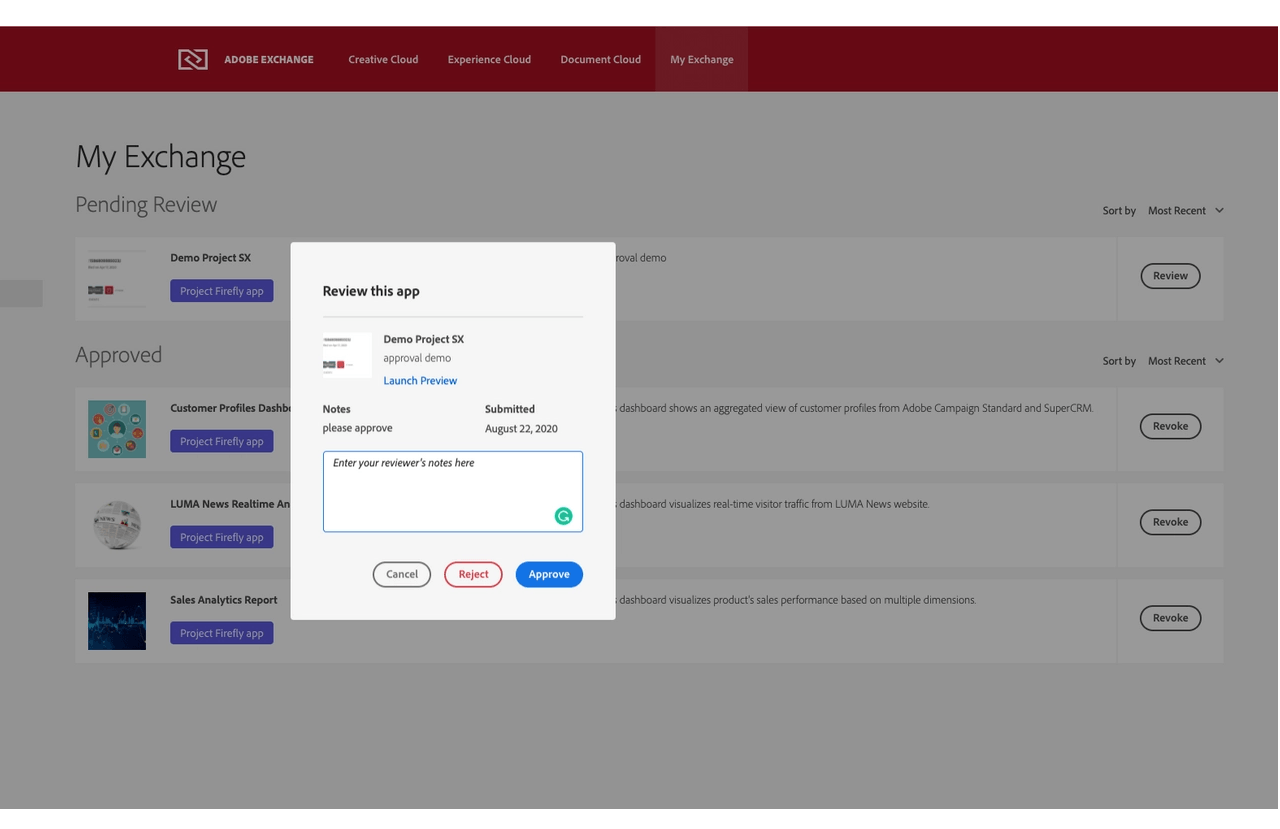 ADOBE EXCHANGE
Creative Cloud
Experience Cloud
Document Cloud
My Exchange
My Exchange
Pending Review
Sort by Most Recent
Demo Project SX
roval demo
Project Firefly app
Review
Approved
Sort by Most Recent
Customer Profiles Dashb
dashboard shows an aggregated view of customer profiles from Adobe Campaign Standard and SuperCRM.
Project Firefly app
Revoke
LUMA News Realtime An
dashboard visualizes real-time visitor traffic from LUMA News website.
Project Firefly app
Revoke
Sales Analytics Report
dashboard visualizes product's sales performance based on multiple dimensions.
Project Firefly app
Revoke
Review this app
Demo Project SX
approval demo
Launch Preview
Notes
Submitted
please approve
August 22, 2020
Enter your reviewer's notes here
Cancel
Reject
Approve